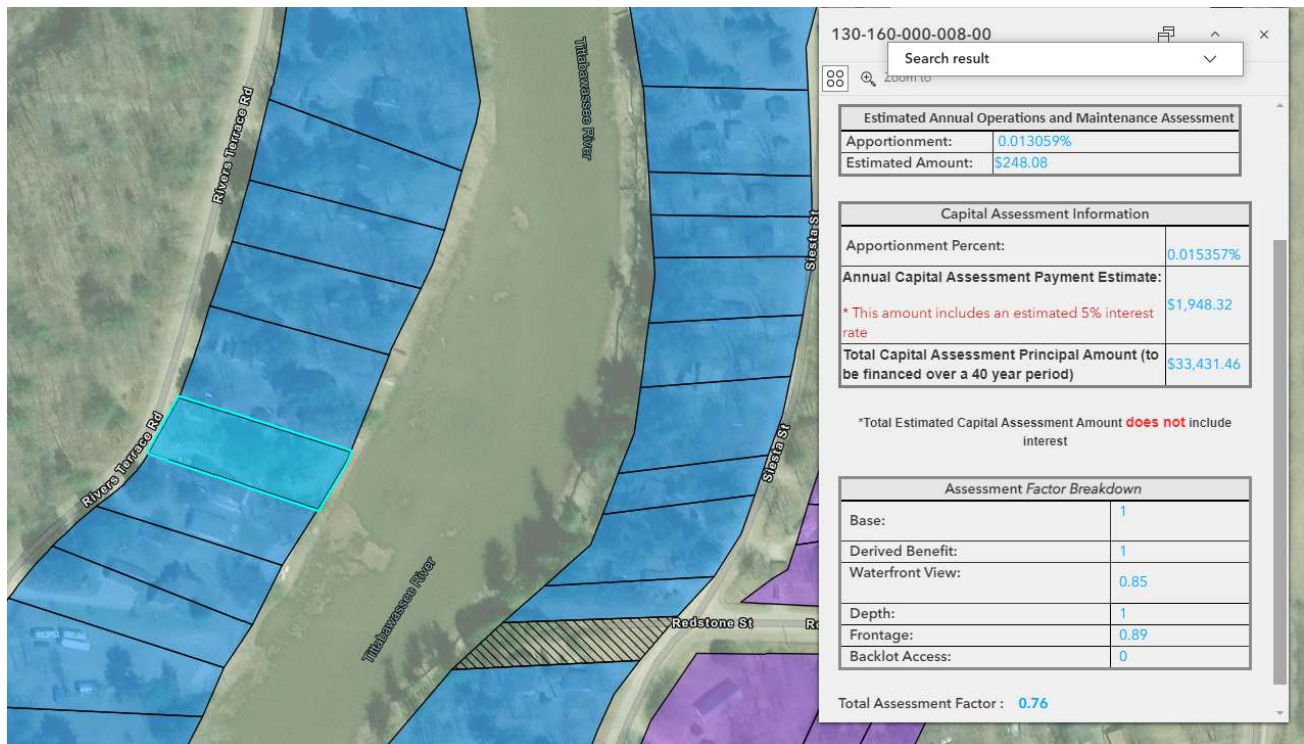 Tittabawassee River
Rivers Terrace Rd
Siesta St
Rivers Terrace Rd
Siesta St
Tittabawassee River
Redstone St
130-160-000-008-00
Search result
Zoom to
Estimated Annual Operations and Maintenance Assessment
Apportionment: 0.013059%
Estimated Amount: $248.08
Capital Assessment Information
Apportionment Percent: 0.015357%
Annual Capital Assessment Payment Estimate:
* This amount includes an estimated 5% interest
rate
$1,948.32
Total Capital Assessment Principal Amount (to
be financed over a 40 year period)
$33,431.46
*Total Estimated Capital Assessment Amount does not include
interest
Assessment Factor Breakdown
Base: 1
Derived Benefit: 1
Waterfront View: 0.85
Depth: 1
Frontage: 0.89
Backlot Access: 0
Total Assessment Factor : 0.76